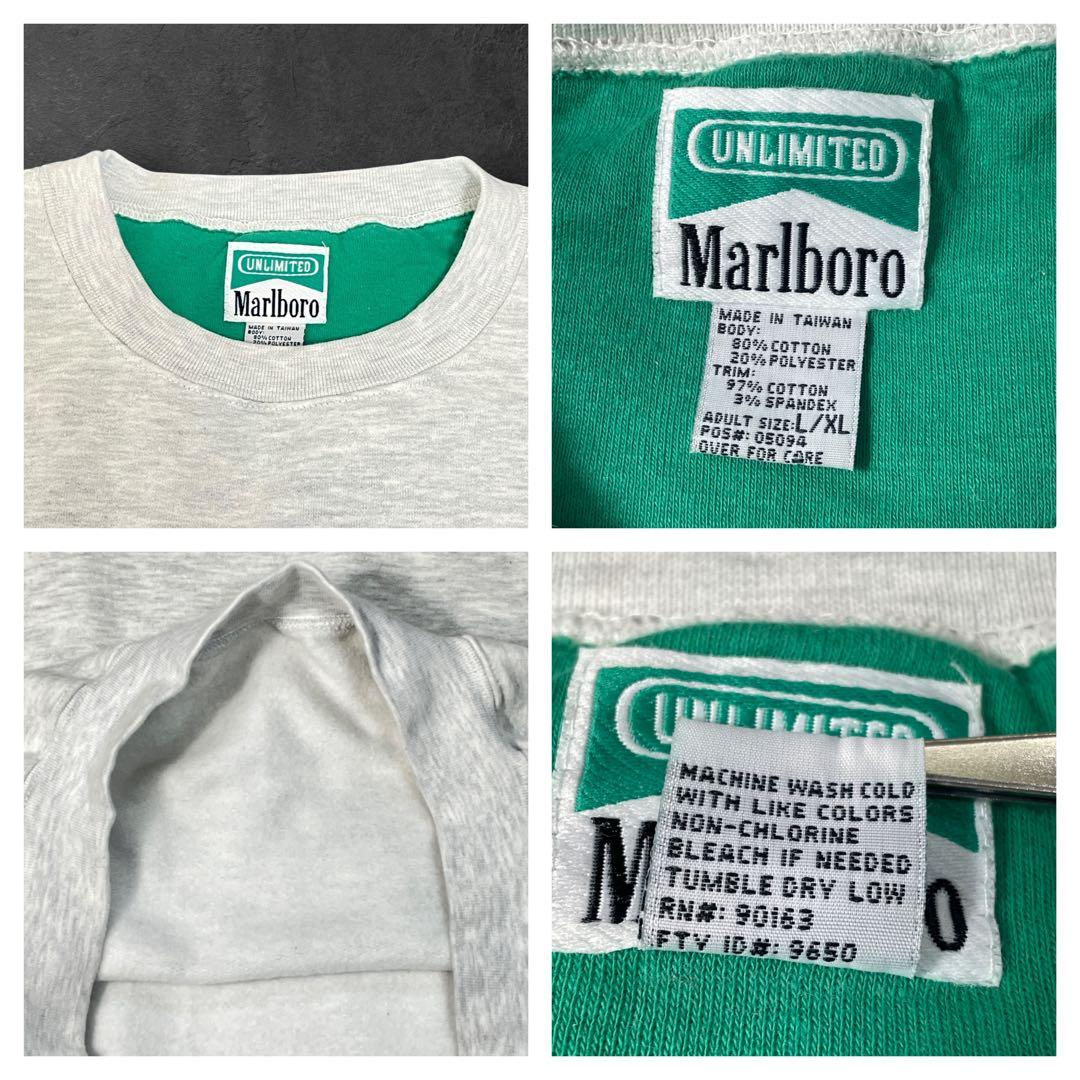 UNLIMITED
Marlboro
MADE IN TAIWAN
BODY:
80% COTTON
20% POLYESTER
UNLIMITED
Marlboro
MADE IN TAIWAN
BODY:
80% COTTON
20% POLYESTER
TRIM:
97% COTTON
3% SPANDEX
ADULT SIZE: L/XL
POS#: 05094
OVER FOR CARE
UNLIMITED
MACHINE WASH COLD
WITH LIKE COLORS
NON-CHLORINE
BLEACH IF NEEDED
TUMBLE DRY LOW
RN#: 90163
FTY ID#: 9650
M
O